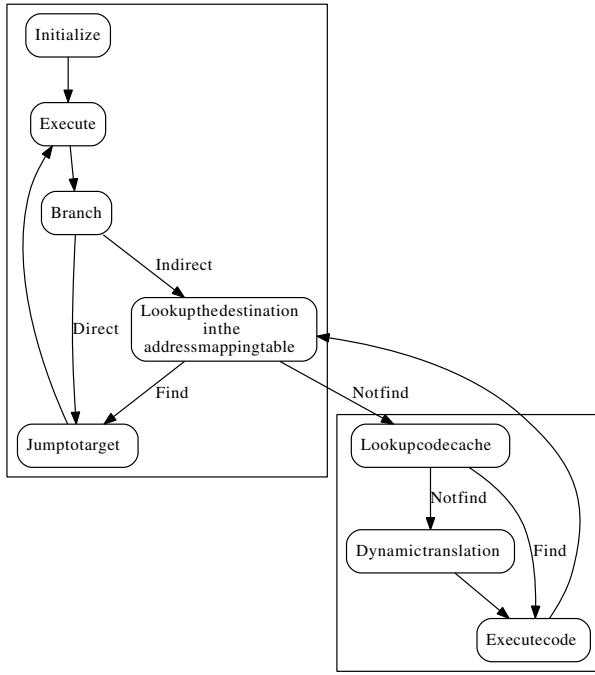 Initialize
Execute
Branch
Indirect
Lookupthedestination
inthe
addressmappingtable
Direct
Find
Notfind
Jumptotarget
Lookupcodecache
Notfind
Dynamictranslation
Find
Executecode